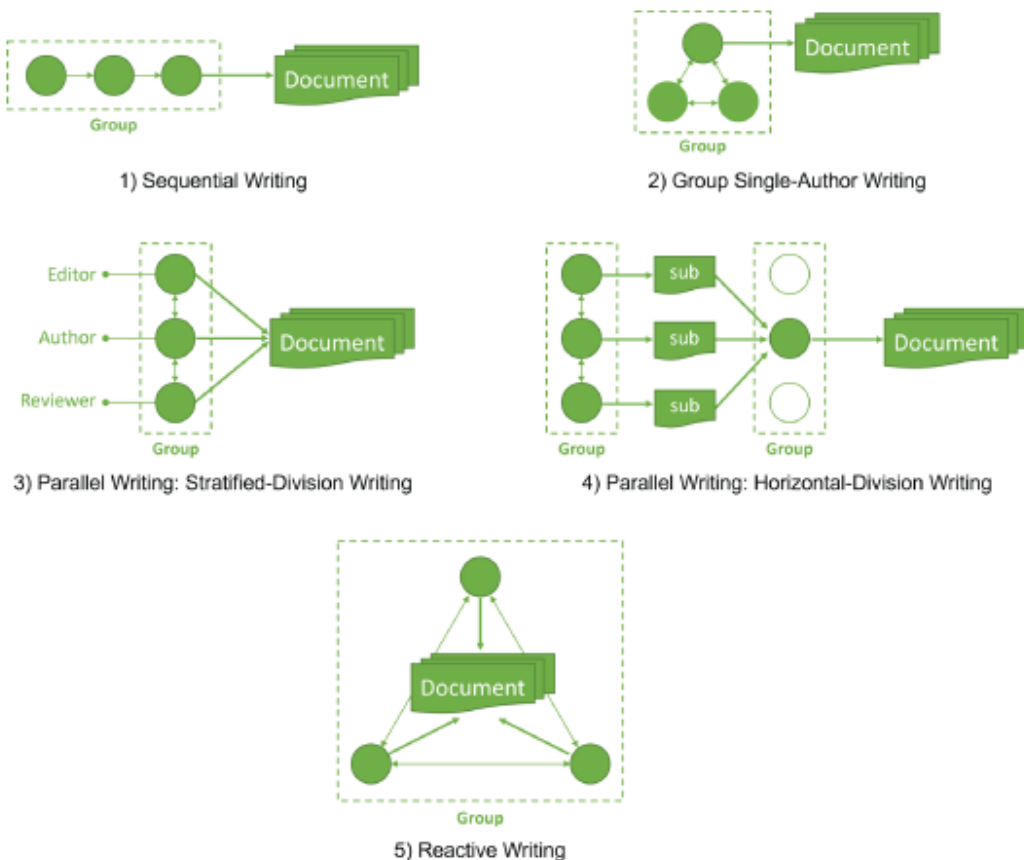 Document
Group
1) Sequential Writing
Document
Group
2) Group Single-Author Writing
Editor
Author
Reviewer
Document
Group
3) Parallel Writing: Stratified-Division Writing
sub
sub
sub
Document
Group
Group
4) Parallel Writing: Horizontal-Division Writing
Document
Group
5) Reactive Writing